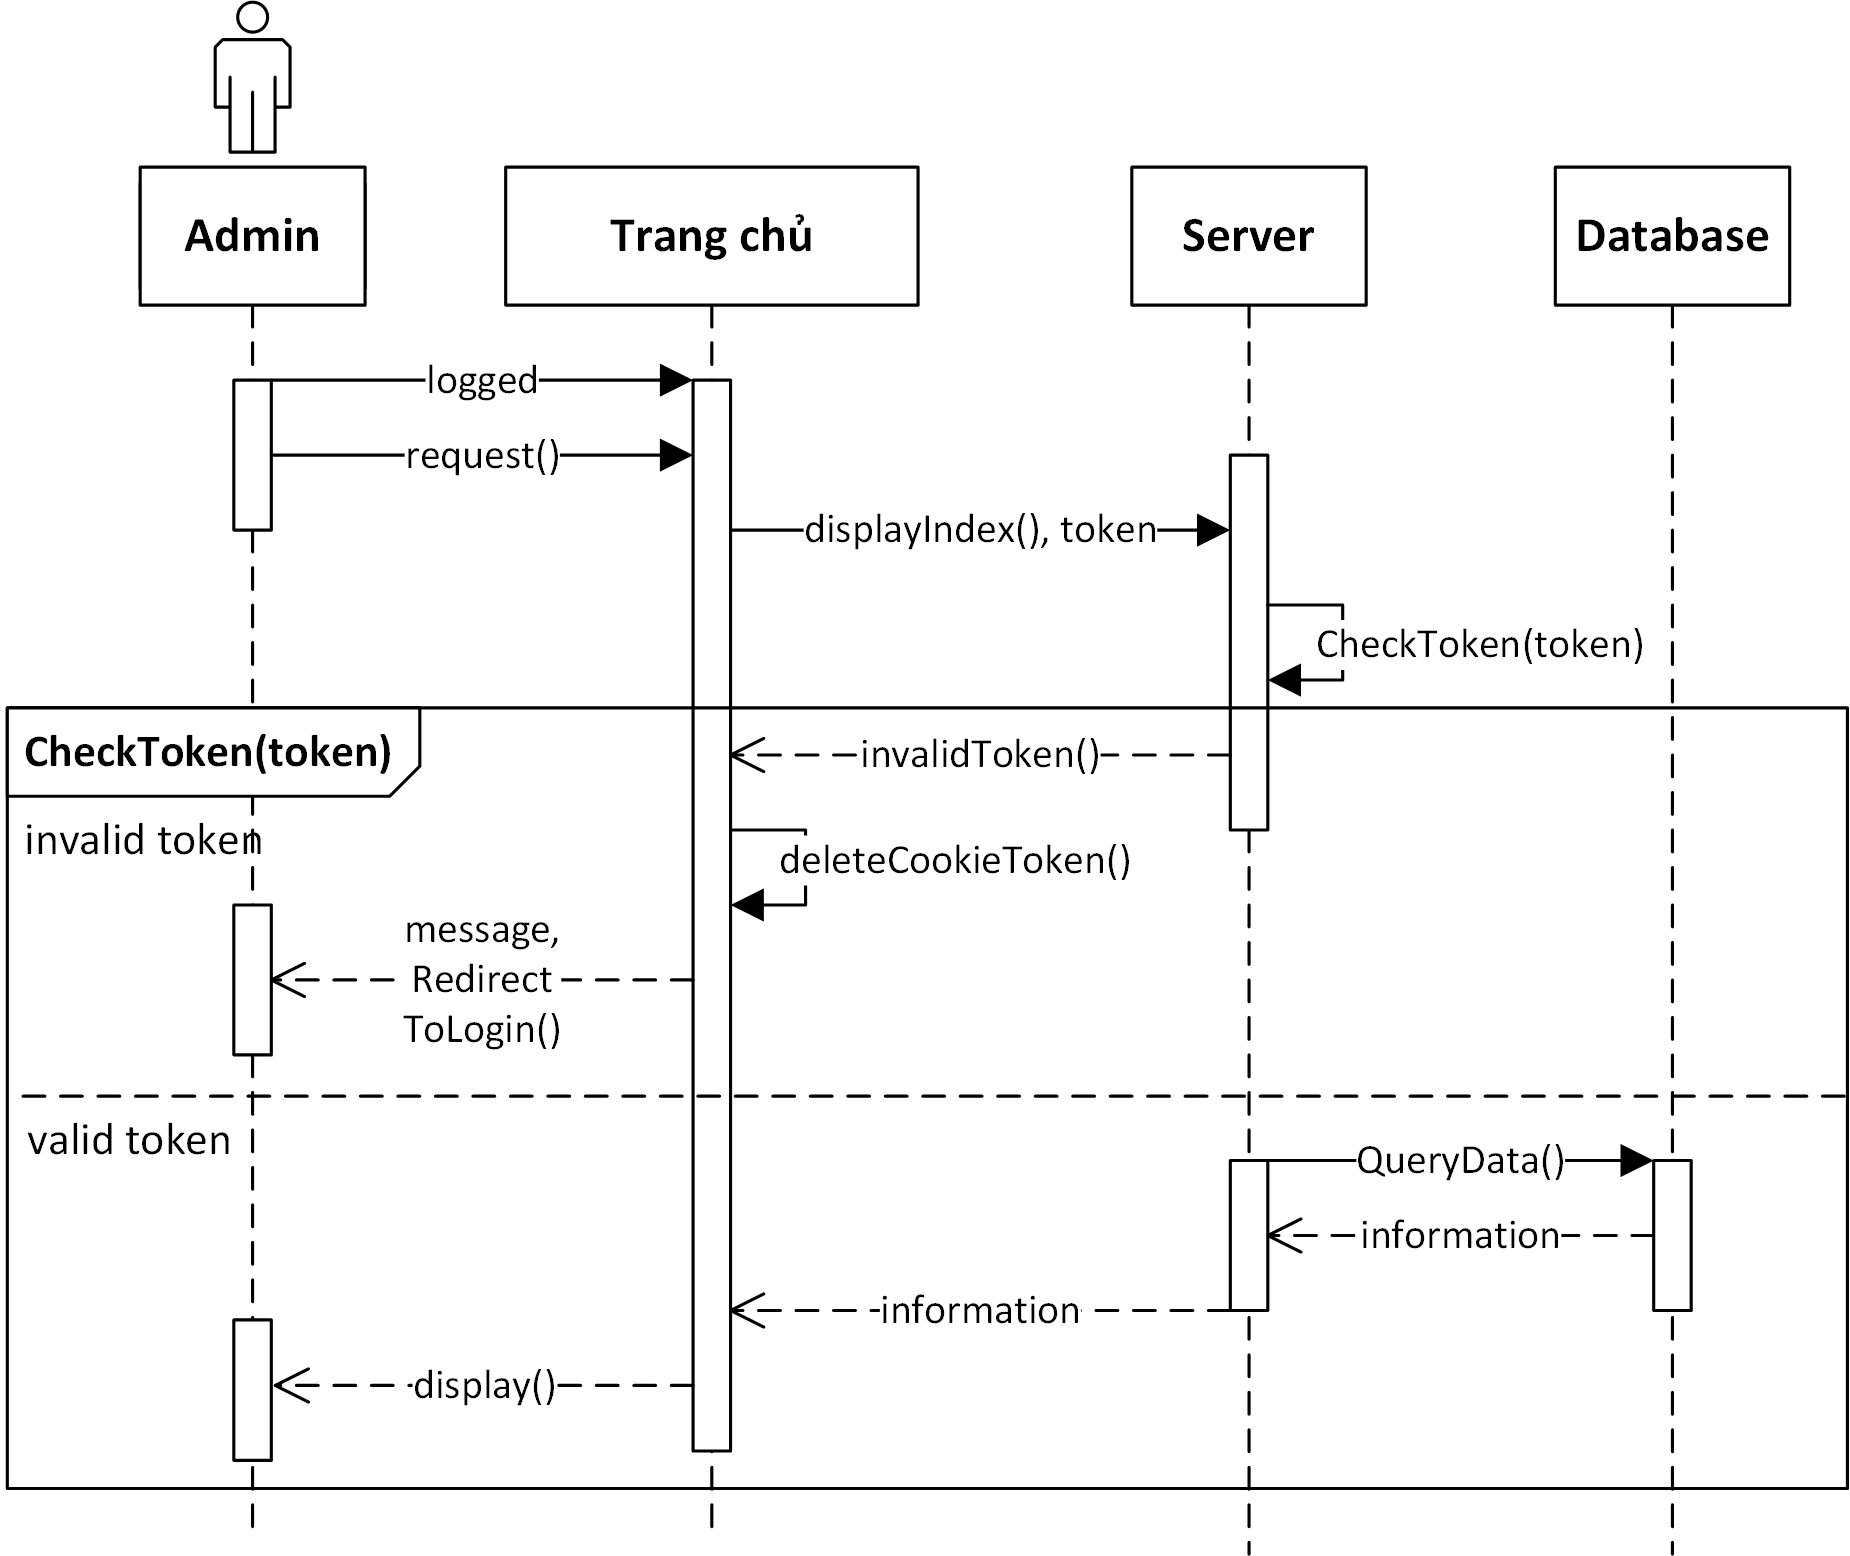 Admin
Trang chủ
Server
Database
logged
request()
displayIndex(), token
CheckToken(token)
CheckToken(token)
invalidToken()
invalid token
deleteCookieToken()
message,
Redirect
ToLogin()
valid token
QueryData()
information
information
display()